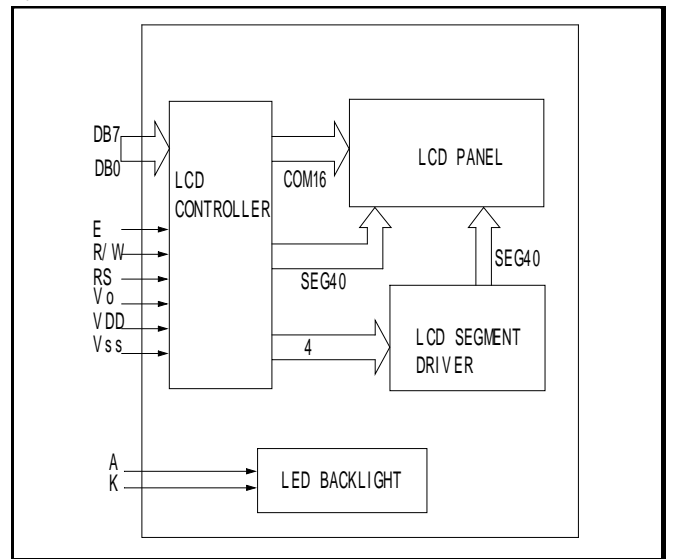 DB7
DB0
LCD
CONTROLLER
COM16
LCD PANEL
E
R/W
RS
Vo
VDD
Vss
SEG40
SEG40
4
LCD SEGMENT
DRIVER
A
K
LED BACKLIGHT